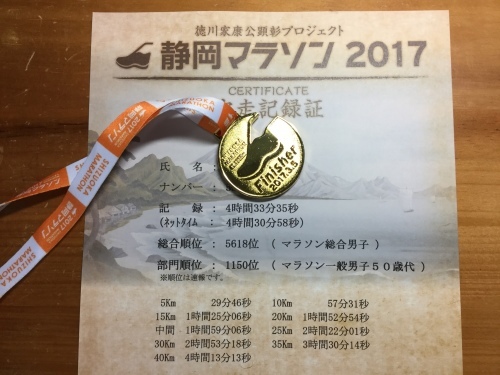 徳川家康公顕彰プロジェクト
静岡マラソン 2017
CERTIFICATE
走記録証
氏 名 :
ナンバー :
記 録 : 4時間33分35秒
(ネットタイム : 4時間30分58秒)
総合順位 : 5618位 ( マラソン総合男子 )
部門順位 : 1150位 ( マラソン一般男子50歳代 )
※順位は速報です。
5Km 29分46秒 10Km 57分31秒
15Km 1時間25分06秒 20Km 1時間52分54秒
中間 1時間59分06秒 25Km 2時間22分01秒
30Km 2時間53分18秒 35Km 3時間30分14秒
40Km 4時間13分13秒
Finisher
2017.3.5
SHIZUOKA
MARATHON
2017
静岡マラソン
SHIZUOKA
MARATHON